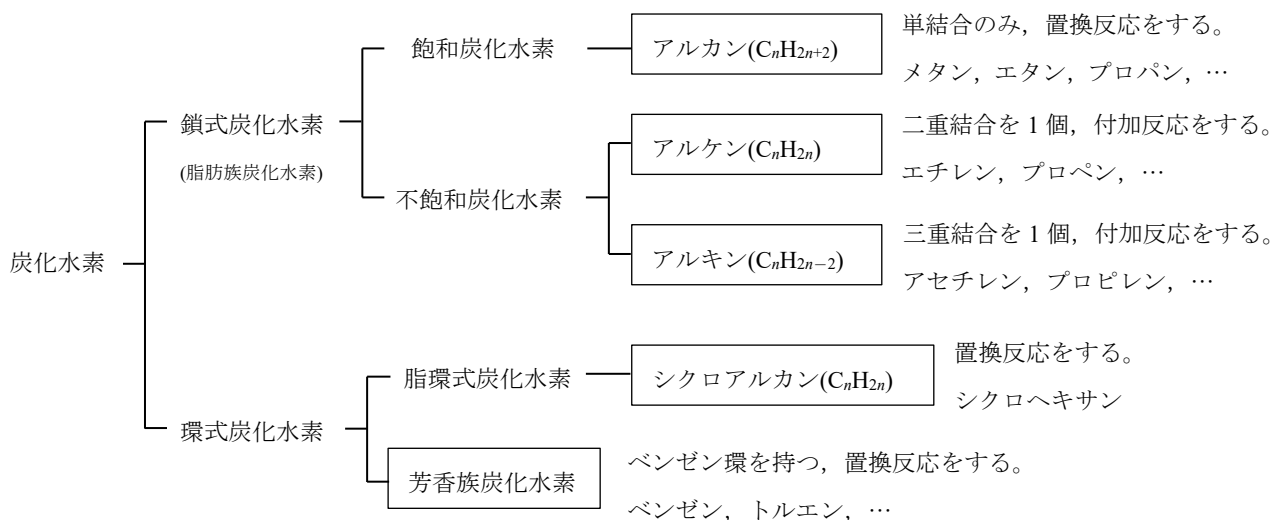 飽和炭化水素
アルカン(CnH2n+2)
単結合のみ，置換反応をする。
メタン，エタン，プロパン，…
鎖式炭化水素
(脂肪族炭化水素)
不飽和炭化水素
アルケン(CnH2n)
二重結合を 1 個，付加反応をする。
エチレン，プロペン，…
アルキン(CnH2n−2)
三重結合を 1 個，付加反応をする。
アセチレン，プロピレン，…
炭化水素
脂環式炭化水素
シクロアルカン(CnH2n)
置換反応をする。
シクロヘキサン
環式炭化水素
芳香族炭化水素
ベンゼン環を持つ，置換反応をする。
ベンゼン，トルエン，…